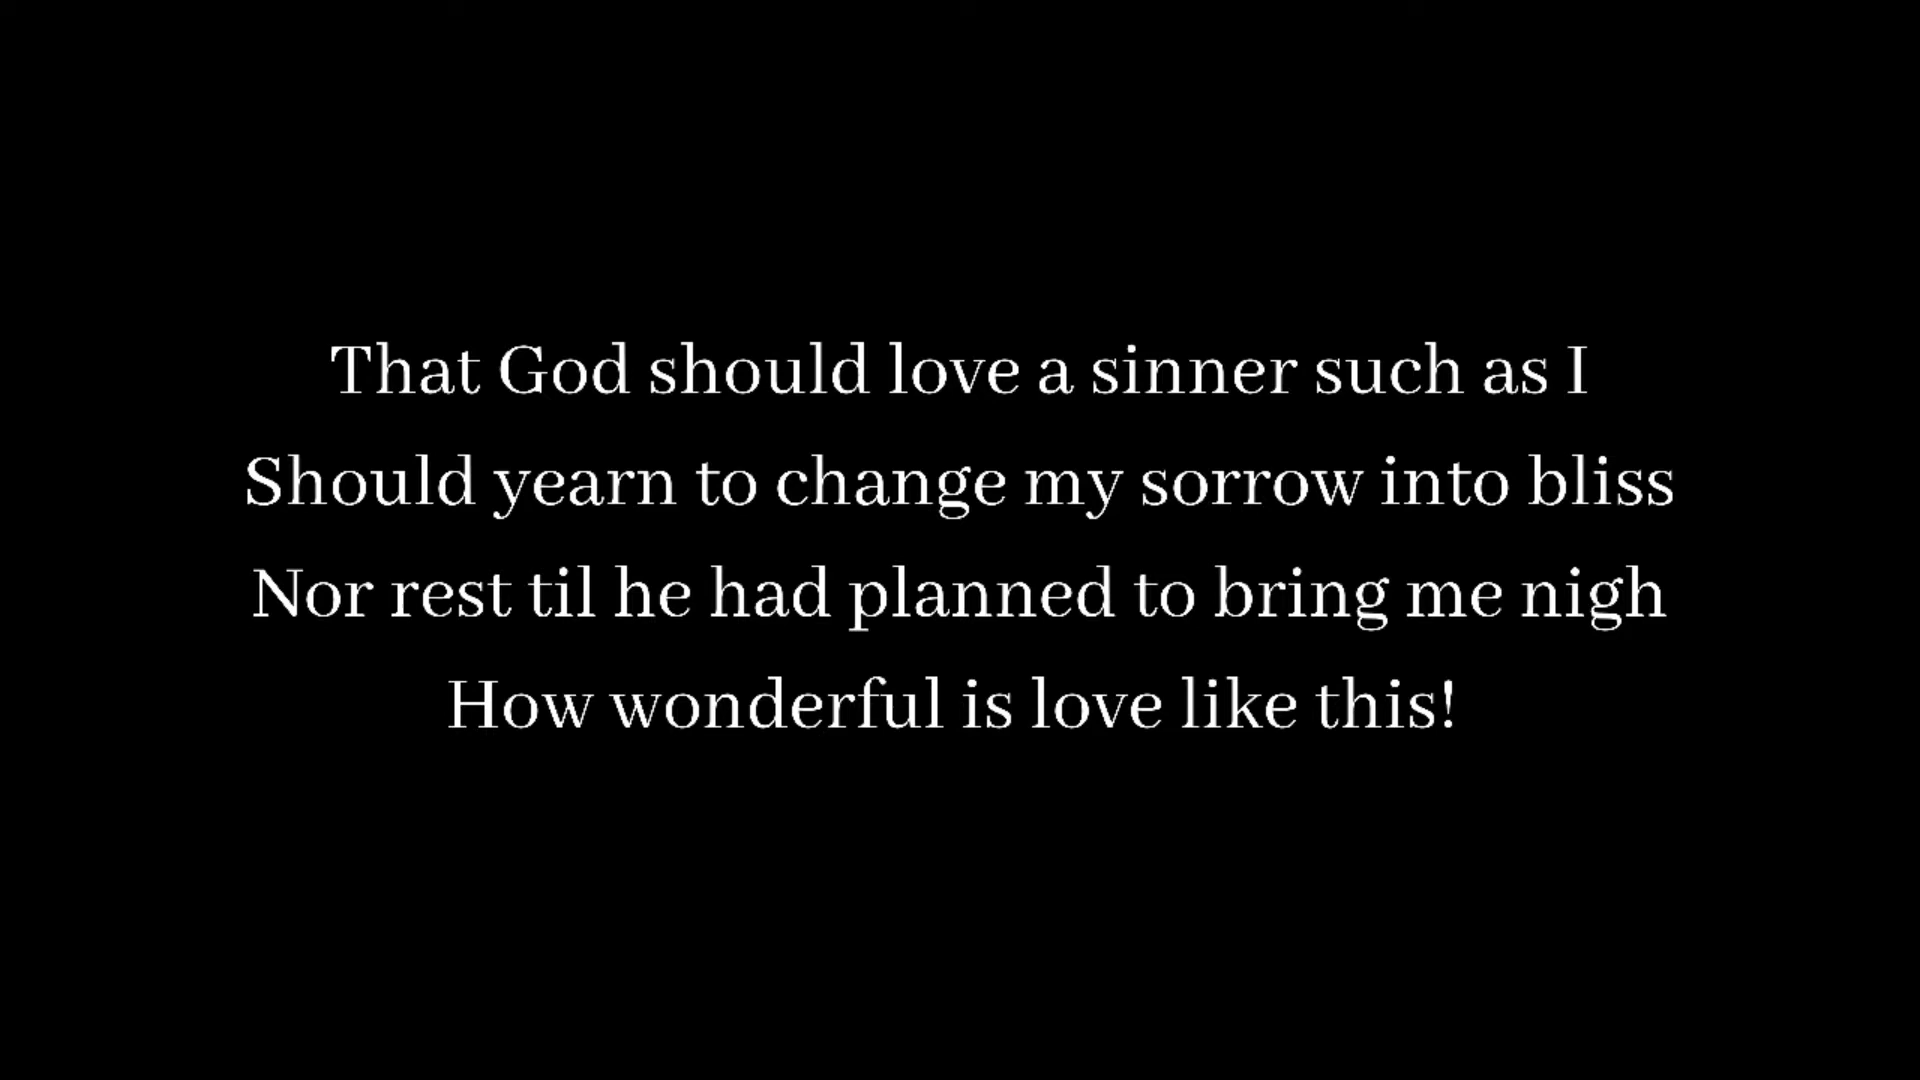 That God should love a sinner such as I
Should yearn to change my sorrow into bliss
Nor rest til he had planned to bring me nigh
How wonderful is love like this!